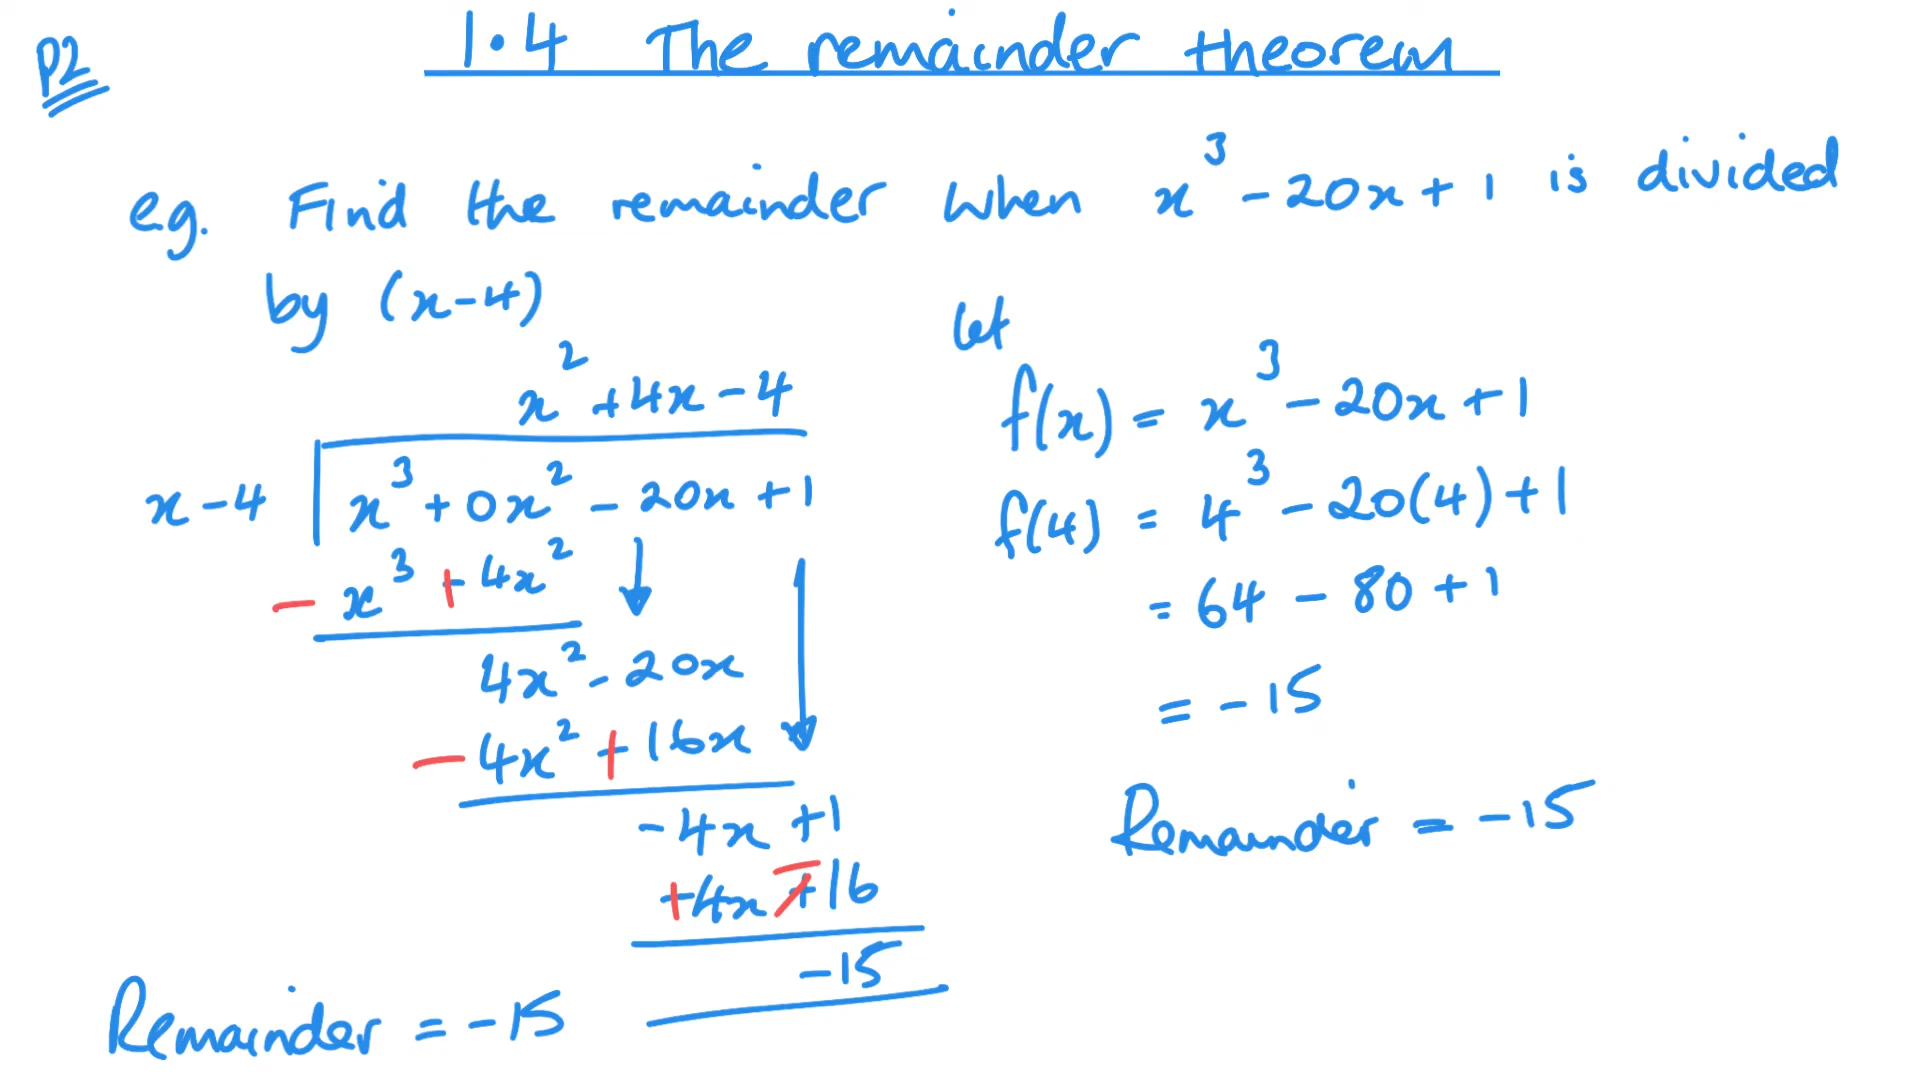 P2
1.4 The remainder theorem
e.g. Find the remainder when x³ - 20x + 1 is divided
by (x-4)
x² + 4x - 4
x - 4 x³ + 0x² - 20x + 1
- x³ + 4x²
4x² - 20x
- 4x² + 16x
-4x + 1
+4x - 16
-15
Remainder = -15
Let
f(x) = x³ - 20x + 1
f(4) = 4³ - 20(4) + 1
= 64 - 80 + 1
= -15
Remainder = -15